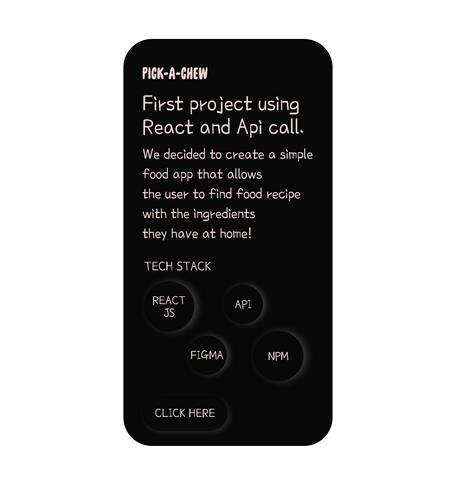 PICK-A-CHEW
First project using
React and Api call.
We decided to create a simple
food app that allows
the user to find food recipe
with the ingredients
they have at home!
TECH STACK
REACT
JS
API
FIGMA
NPM
CLICK HERE